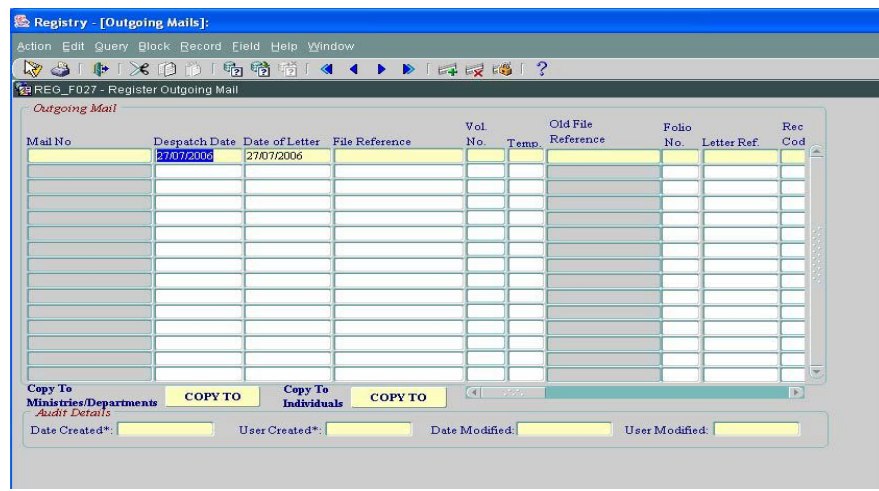 Registry - [Outgoing Mails]:
Action Edit Query Block Record Field Help Window
REG_F027 - Register Outgoing Mail
Outgoing Mail
Mail No Despatch Date Date of Letter File Reference Vol. No. Temp. Old File Reference Folio No. Letter Ref. Rec Cod
27/07/2006 27/07/2006
Copy To Ministries/Departments COPY TO Copy To Individuals COPY TO
Audit Details
Date Created*: User Created*: Date Modified: User Modified: